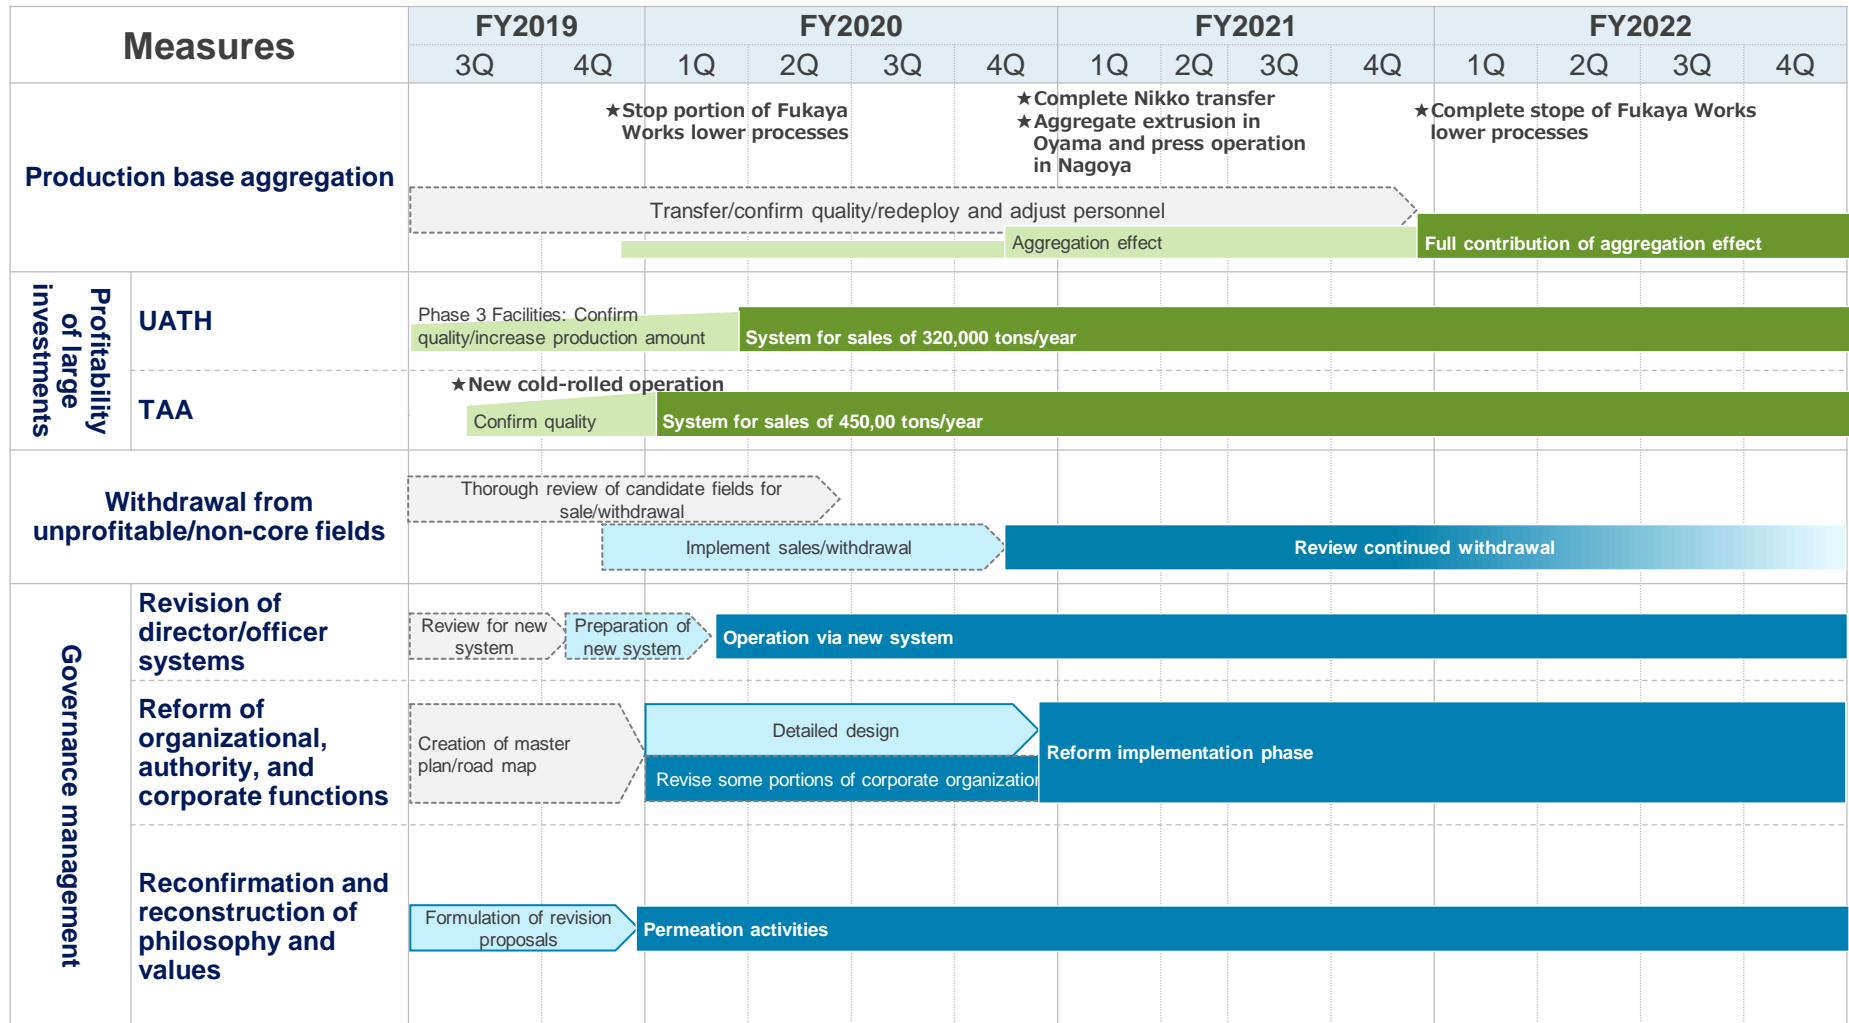 Measures
FY2019
FY2020
FY2021
FY2022
3Q
4Q
1Q
2Q
3Q
4Q
1Q
2Q
3Q
4Q
1Q
2Q
3Q
4Q
Production base aggregation
★Stop portion of Fukaya
Works lower processes
★Complete Nikko transfer
★Aggregate extrusion in
Oyama and press operation
in Nagoya
★Complete stope of Fukaya Works
lower processes
Transfer/confirm quality/redeploy and adjust personnel
Aggregation effect
Full contribution of aggregation effect
Profitability
of large
investments
UATH
Phase 3 Facilities: Confirm
quality/increase production amount
System for sales of 320,000 tons/year
TAA
★New cold-rolled operation
Confirm quality
System for sales of 450,00 tons/year
Withdrawal from
unprofitable/non-core fields
Thorough review of candidate fields for
sale/withdrawal
Implement sales/withdrawal
Review continued withdrawal
Governance management
Revision of
director/officer
systems
Review for new
system
Preparation of
new system
Operation via new system
Reform of
organizational,
authority, and
corporate functions
Creation of master
plan/road map
Detailed design
Revise some portions of corporate organization
Reform implementation phase
Reconfirmation and
reconstruction of
philosophy and
values
Formulation of revision
proposals
Permeation activities